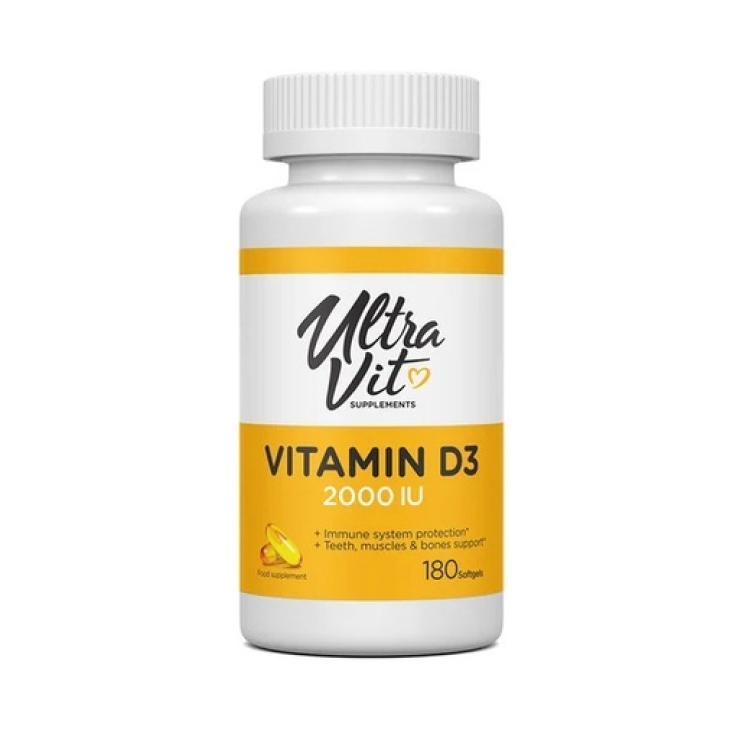 Ultra
Vit
SUPPLEMENTS
VITAMIN D3
2000 IU
+ Immune system protection*
+ Teeth, muscles & bones support*
Food supplement
180 Softgels